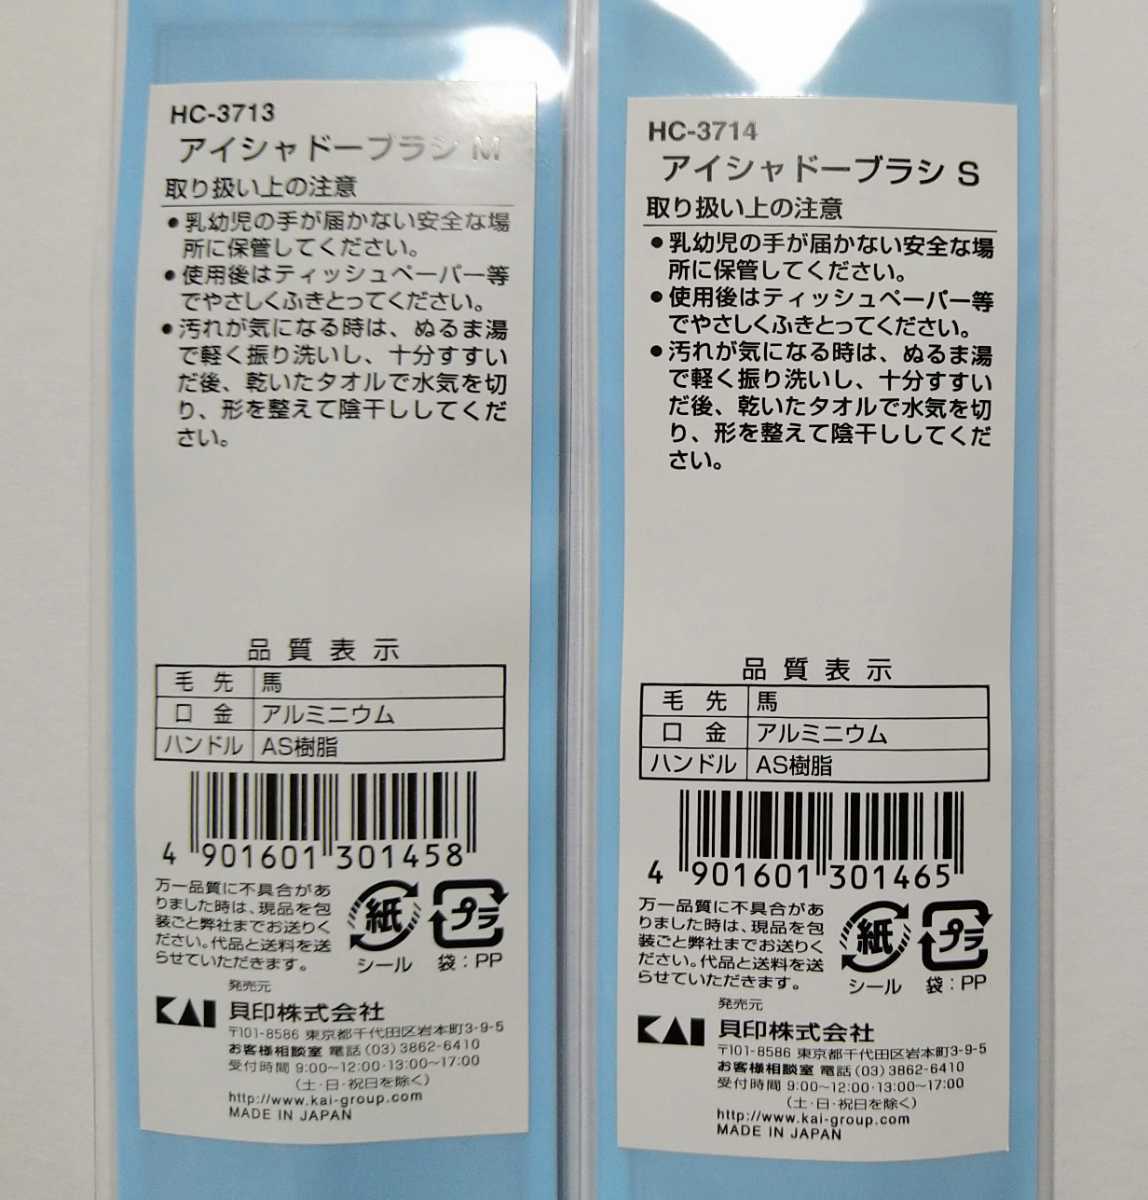 HC-3713
アイシャドーブラシ M
取り扱い上の注意
●乳幼児の手が届かない安全な場
所に保管してください。
●使用後はティッシュペーパー等
でやさしくふきとってください。
●汚れが気になる時は、ぬるま湯
で軽く振り洗いし、十分すすい
だ後、乾いたタオルで水気を切
り、形を整えて陰干ししてくだ
さい。
品質表示
毛先 馬
口金 アルミニウム
ハンドル AS樹脂
4 901601 301458
万一品質に不具合があ
りました時は、現品を包
装ごと弊社までお送りく
ださい。代品と送料を送
らせていただきます。
紙
シール
プラ
袋:PP
発売元
KAI 貝印株式会社
〒101-8586 東京都千代田区岩本町3-9-5
お客様相談室 電話(03)3862-6410
受付時間 9:00〜12:00・13:00〜17:00
(土・日・祝日を除く)
http://www.kai-group.com
MADE IN JAPAN
HC-3714
アイシャドーブラシ S
取り扱い上の注意
●乳幼児の手が届かない安全な場
所に保管してください。
●使用後はティッシュペーパー等
でやさしくふきとってください。
●汚れが気になる時は、ぬるま湯
で軽く振り洗いし、十分すすい
だ後、乾いたタオルで水気を切
り、形を整えて陰干ししてくだ
さい。
品質表示
毛先 馬
口金 アルミニウム
ハンドル AS樹脂
4 901601 301465
万一品質に不具合があ
りました時は、現品を包
装ごと弊社までお送りく
ださい。代品と送料を送
らせていただきます。
紙
シール
プラ
袋:PP
発売元
KAI 貝印株式会社
〒101-8586 東京都千代田区岩本町3-9-5
お客様相談室 電話(03)3862-6410
受付時間 9:00〜12:00・13:00〜17:00
(土・日・祝日を除く)
http://www.kai-group.com
MADE IN JAPAN